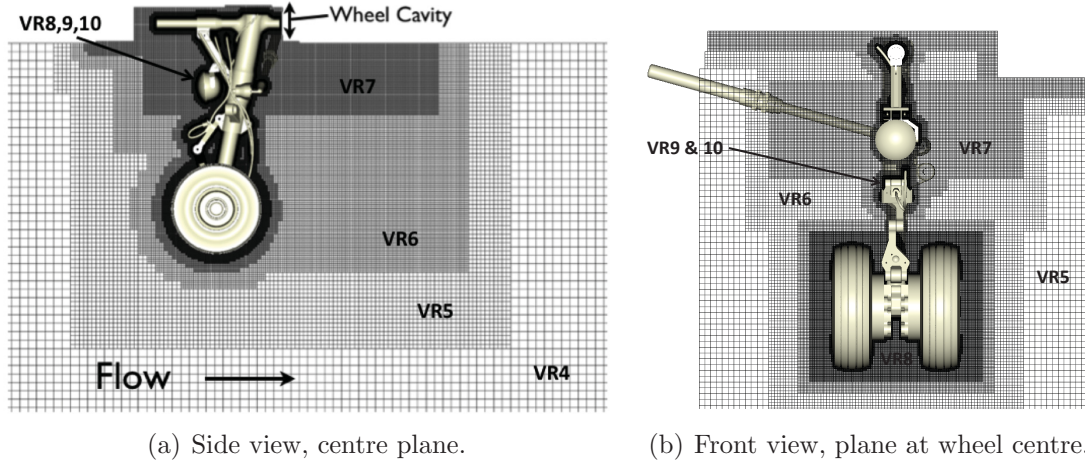 VR8,9,10
Wheel Cavity
VR7
VR6
VR5
VR4
Flow
(a) Side view, centre plane.
VR9 & 10
VR7
VR6
VR5
VR8
(b) Front view, plane at wheel centre.